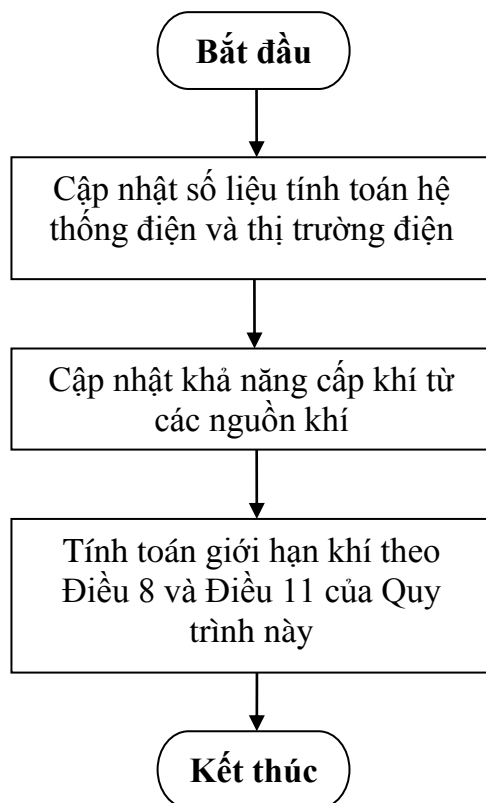 Bắt đầu
Cập nhật số liệu tính toán hệ
thống điện và thị trường điện
Cập nhật khả năng cấp khí từ
các nguồn khí
Tính toán giới hạn khí theo
Điều 8 và Điều 11 của Quy
trình này
Kết thúc